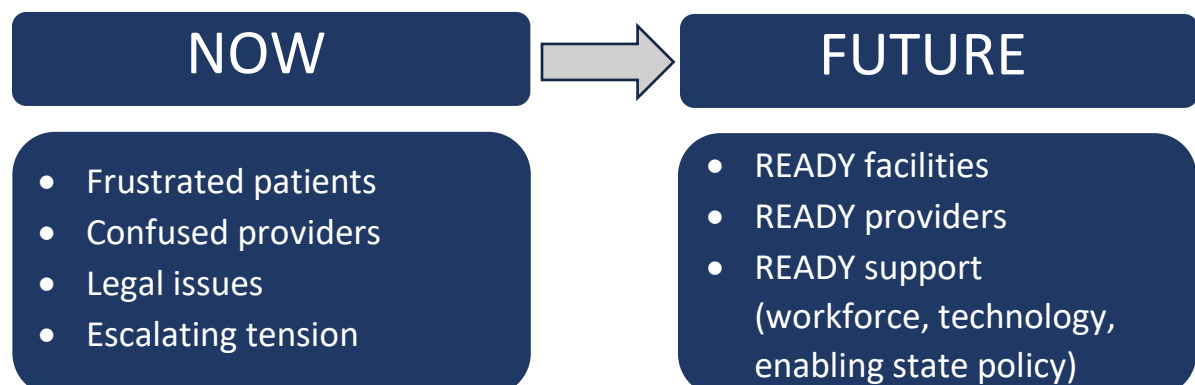 NOW
FUTURE
• Frustrated patients
• Confused providers
• Legal issues
• Escalating tension
• READY facilities
• READY providers
• READY support
(workforce, technology,
enabling state policy)